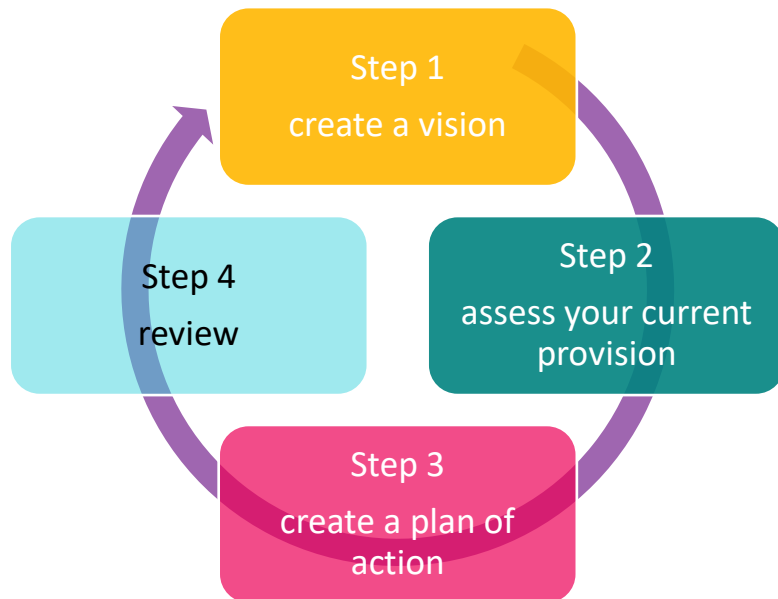 Step 1
create a vision
Step 2
assess your current
provision
Step 3
create a plan of
action
Step 4
review